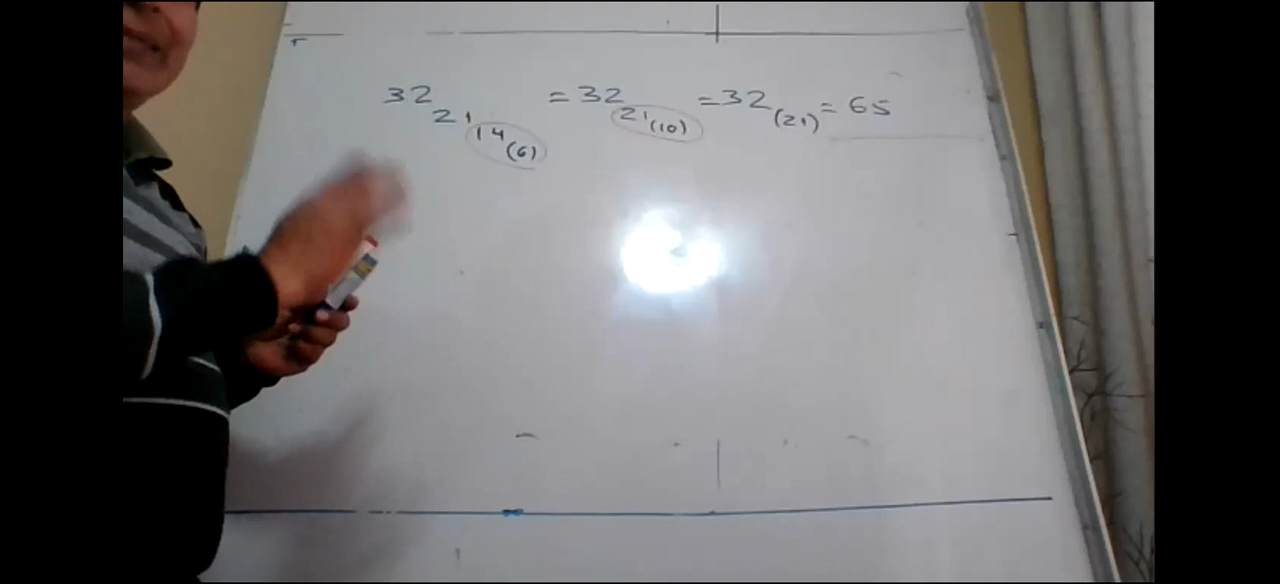 32 21 14 (6) = 32 21 (10) = 32 (21) = 65